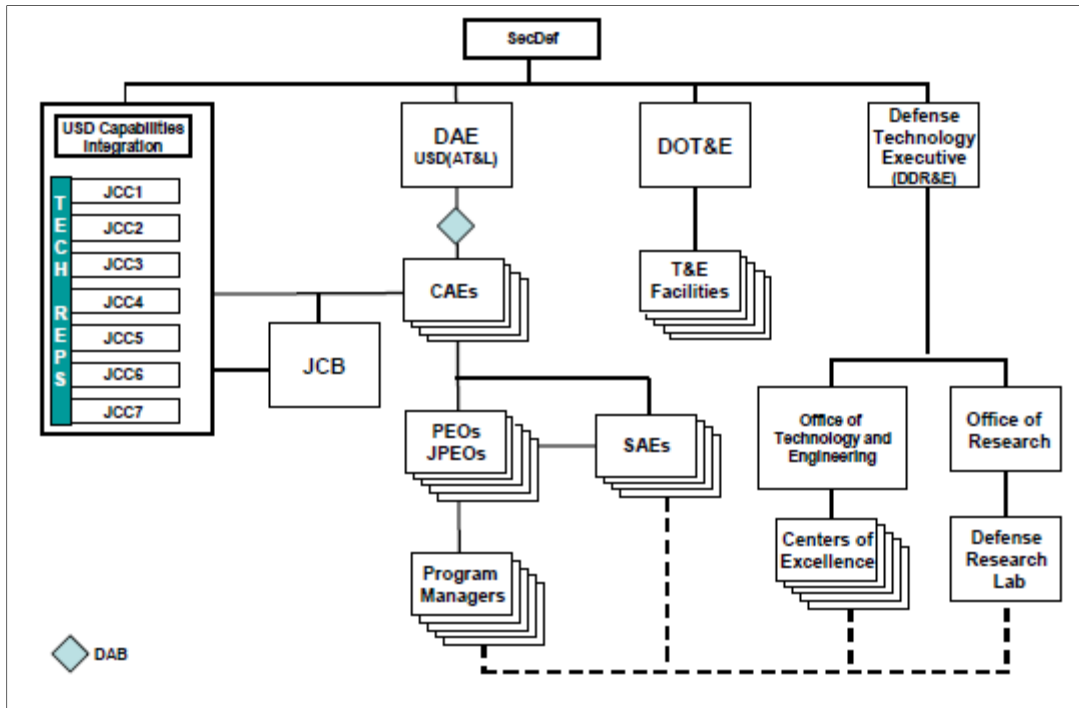 SecDef
USD Capabilities
Integration
TECH REPS
JCC1
JCC2
JCC3
JCC4
JCC5
JCC6
JCC7
DAE
USD(AT&L)
DOT&E
Defense
Technology
Executive
(DDR&E)
CAEs
T&E
Facilities
JCB
PEOs
JPEOs
SAEs
Office of
Technology and
Engineering
Office of
Research
Program
Managers
Centers of
Excellence
Defense
Research
Lab
DAB